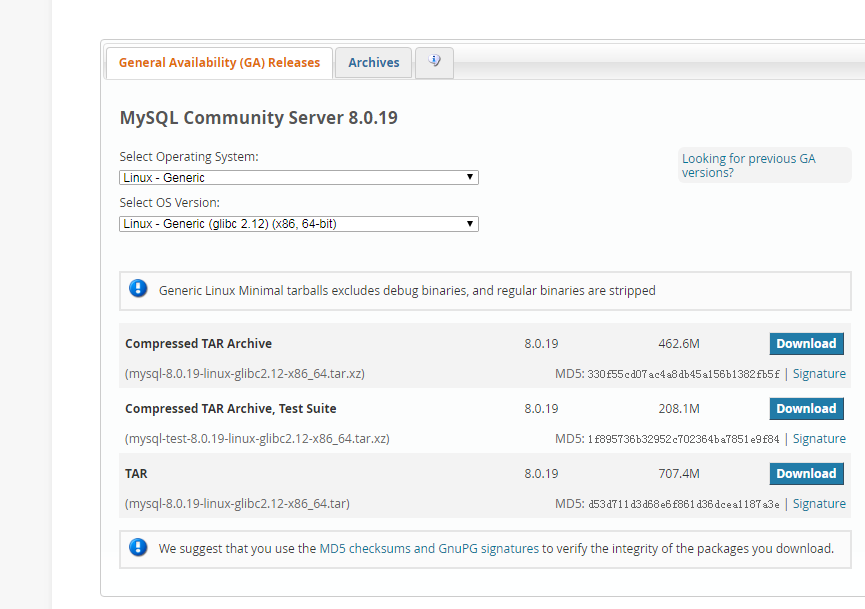 General Availability (GA) Releases
Archives
MySQL Community Server 8.0.19
Select Operating System:
Looking for previous GA
versions?
Linux - Generic
Select OS Version:
Linux - Generic (glibc 2.12) (x86, 64-bit)
Generic Linux Minimal tarballs excludes debug binaries, and regular binaries are stripped
Compressed TAR Archive 8.0.19 462.6M Download
(mysql-8.0.19-linux-glibc2.12-x86_64.tar.xz) MD5: 330f55cd07ac4a8db45a156b1382fb5f | Signature
Compressed TAR Archive, Test Suite 8.0.19 208.1M Download
(mysql-test-8.0.19-linux-glibc2.12-x86_64.tar.xz) MD5: 1f895736b32952c702364ba7851e9f84 | Signature
TAR 8.0.19 707.4M Download
(mysql-8.0.19-linux-glibc2.12-x86_64.tar) MD5: d53d711d3d68e6f861d36dcea1187a3e | Signature
We suggest that you use the MD5 checksums and GnuPG signatures to verify the integrity of the packages you download.